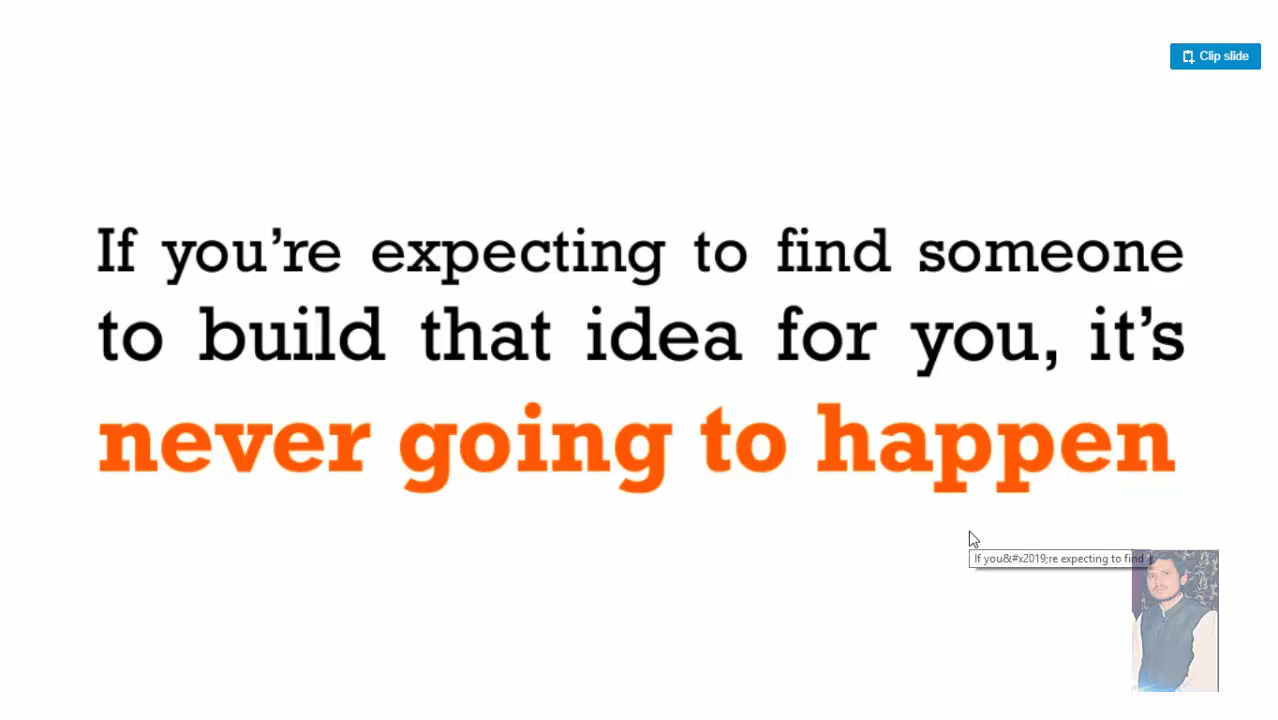 Clip slide
If you’re expecting to find someone
to build that idea for you, it’s
never going to happen
If you&#x2019;re expecting to find